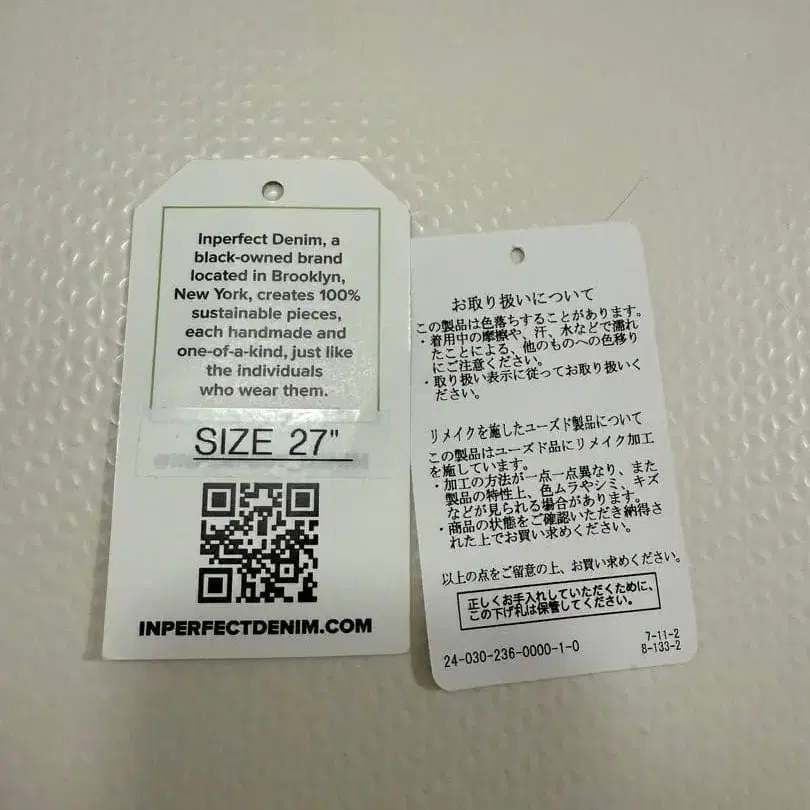 Inperfect Denim, a
black-owned brand
located in Brooklyn,
New York, creates 100%
sustainable pieces,
each handmade and
one-of-a-kind, just like
the individuals
who wear them.
SIZE 27"
INPERFECTDENIM.COM
お取り扱いについて
この製品は色落ちすることがあります。
・着用中の摩擦や、汗、水などで濡れ
たことによる、他のものへの色移り
にご注意ください。
・取り扱い表示に従ってお取り扱いく
ださい。
リメイクを施したユーズド製品について
この製品はユーズド品にリメイク加工
を施しています。
・加工の方法が一点一点異なり、また
製品の特性上、色ムラやシミ、キズ
などが見られる場合があります。
・商品の状態をご確認いただき納得さ
れた上でお買い求めください。
以上の点をご留意の上、お買い求めください。
正しくお手入れしていただくために、
この下げ札は保管してください。
24-030-236-0000-1-0
7-11-2
8-133-2